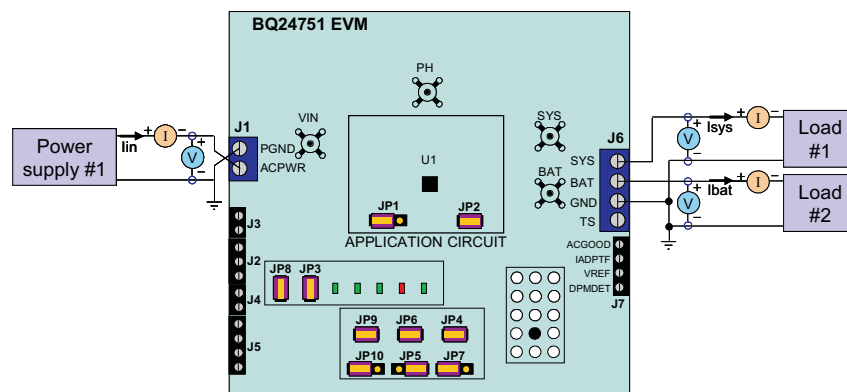 BQ24751 EVM
PH
VIN
SYS
BAT
U1
JP1
JP2
APPLICATION CIRCUIT
J1
PGND
ACPWR
Power
supply #1
Iin
+
I
−
+
V
−
J3
J2
J4
J5
JP8
JP3
JP9
JP6
JP4
JP10
JP5
JP7
J6
SYS
BAT
GND
TS
ACGOOD
IADPTF
VREF
DPMDET
J7
+
V
−
Isys
+
I
−
Load
#1
+
V
−
Ibat
+
I
−
Load
#2